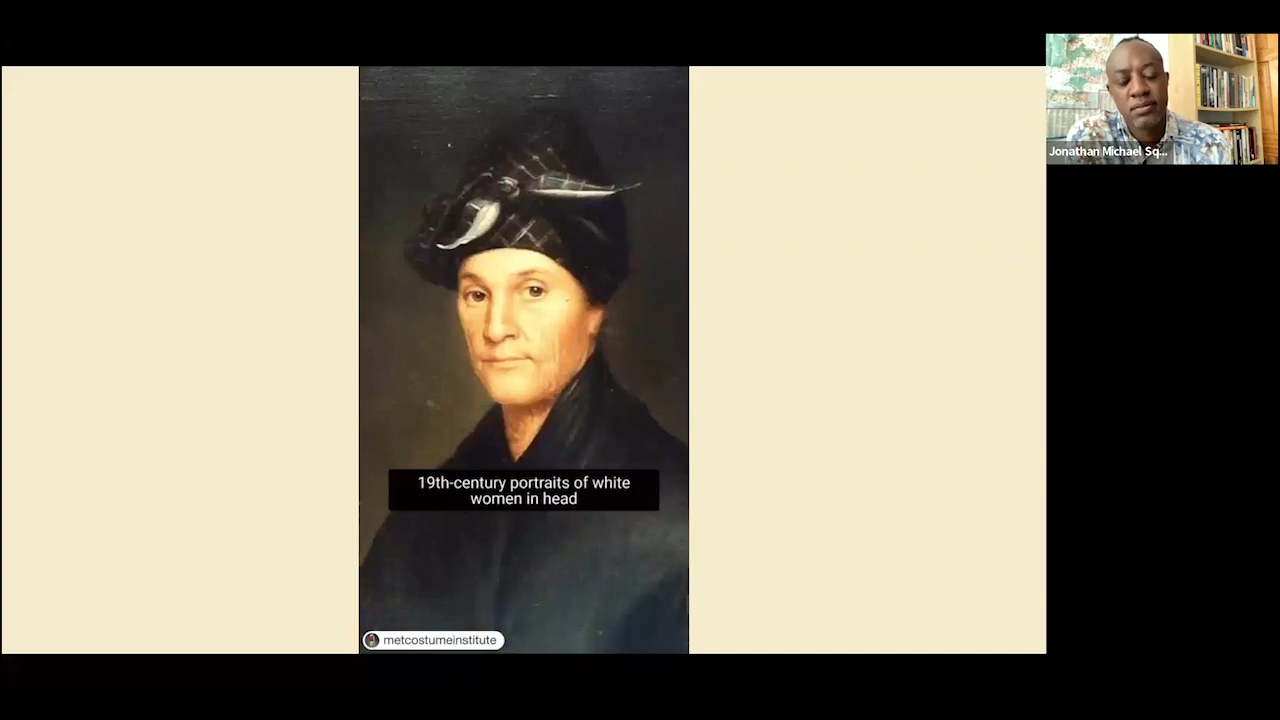 Jonathan Michael Sq...
19th-century portraits of white
women in head
metcostumeinstitute